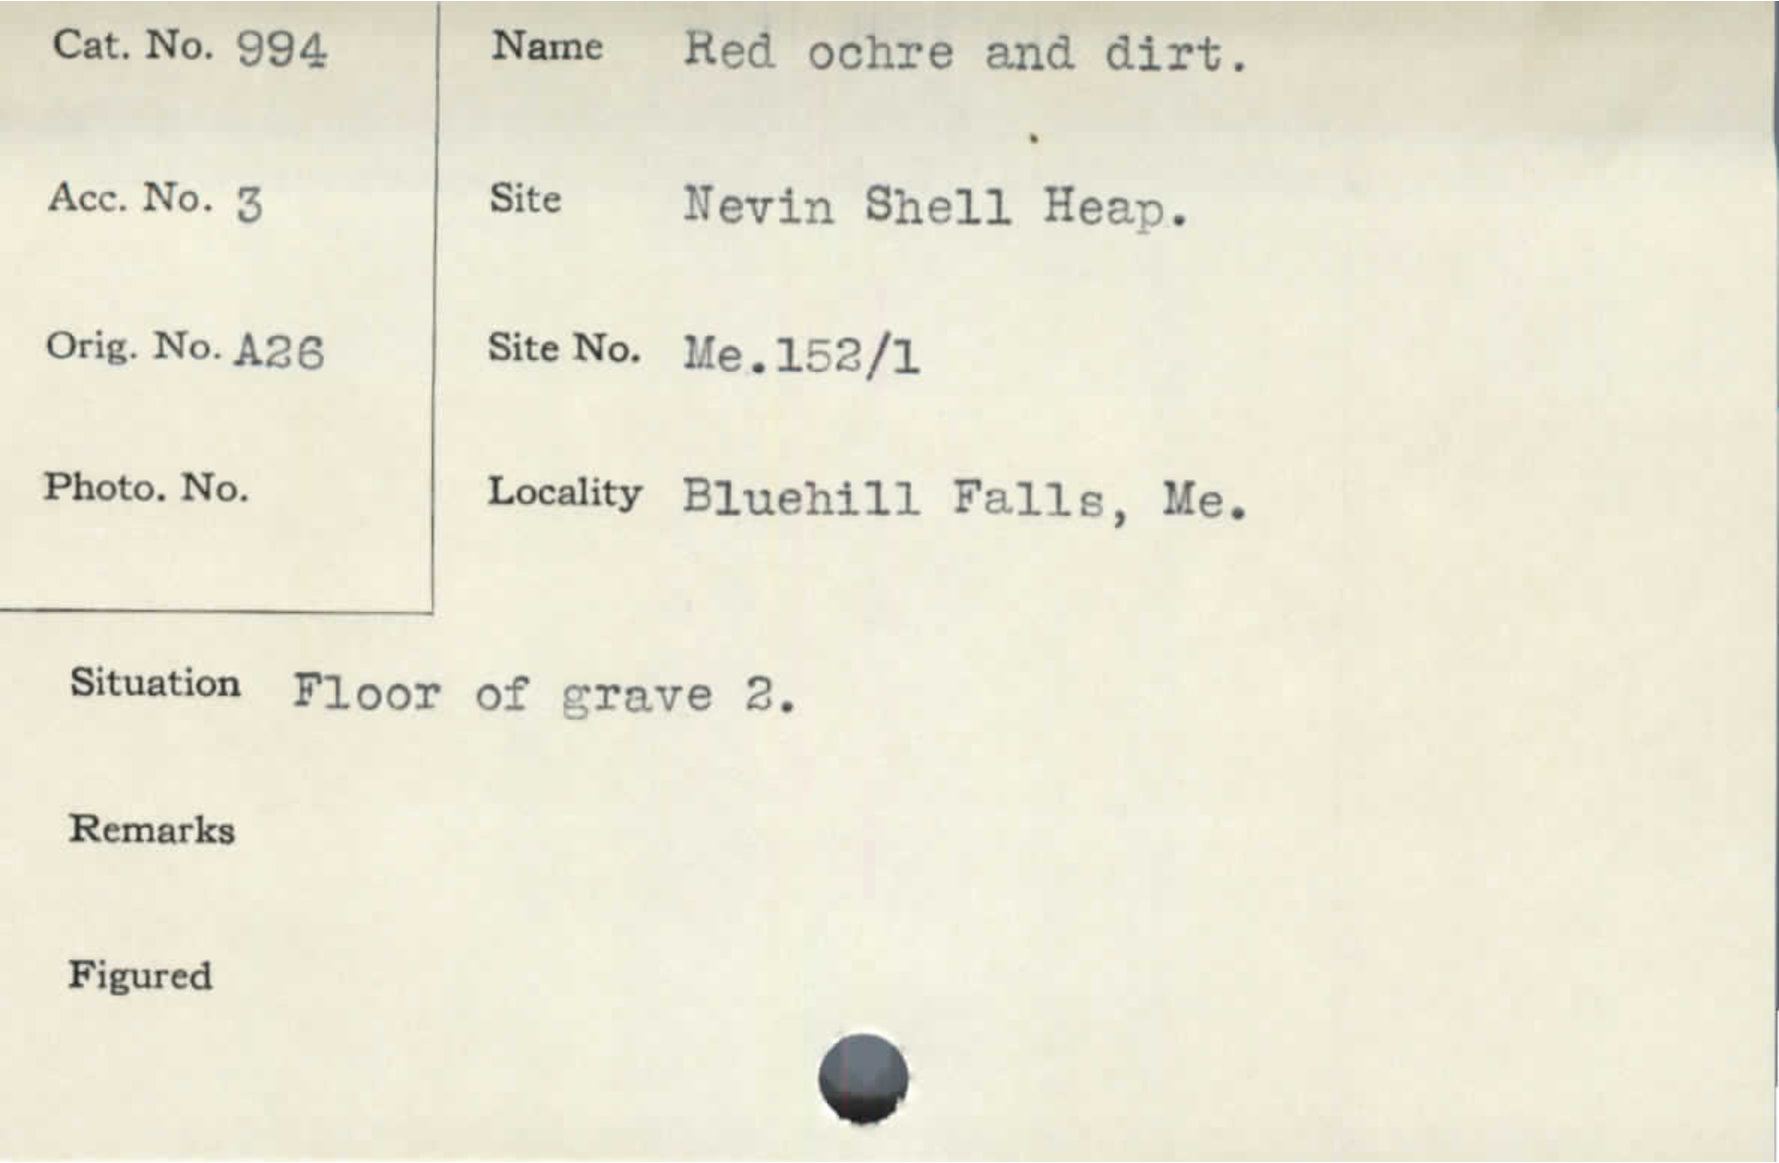 Cat. No. 994
Name Red ochre and dirt.
Acc. No. 3
Site Nevin Shell Heap.
Orig. No. A26
Site No. Me.152/1
Photo. No.
Locality Bluehill Falls, Me.
Situation Floor of grave 2.
Remarks
Figured